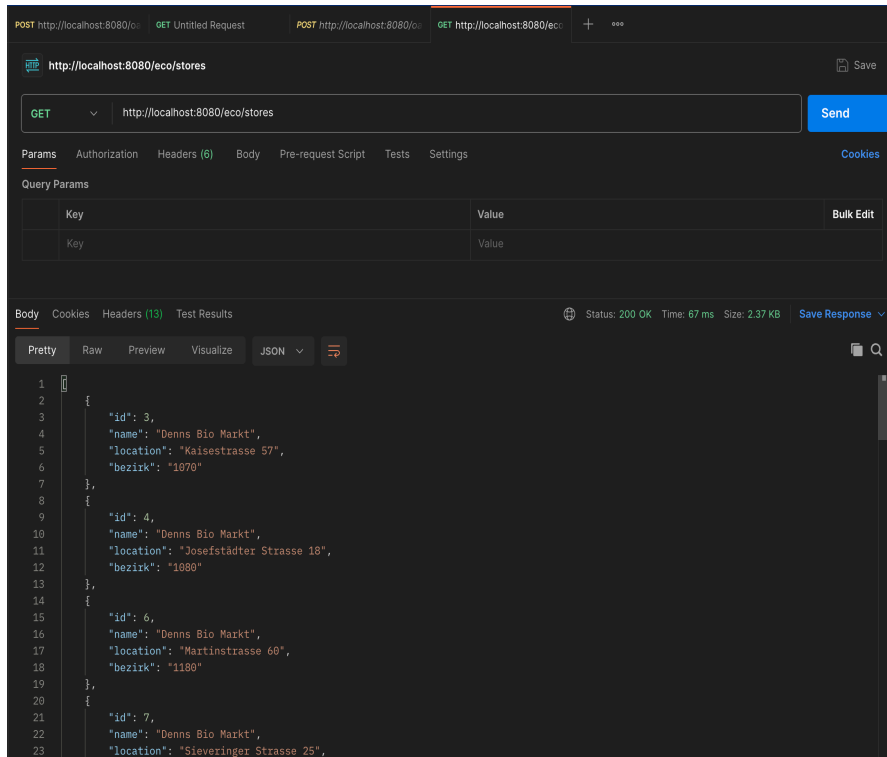 POST http://localhost:8080/oa GET Untitled Request POST http://localhost:8080/oa GET http://localhost:8080/eco
HTTP http://localhost:8080/eco/stores Save
GET http://localhost:8080/eco/stores Send
Params Authorization Headers (6) Body Pre-request Script Tests Settings Cookies
Query Params
Key Value Bulk Edit
Key Value
Body Cookies Headers (13) Test Results Status: 200 OK Time: 67 ms Size: 2.37 KB Save Response
Pretty Raw Preview Visualize JSON
1 [
2 {
3 "id": 3,
4 "name": "Denns Bio Markt",
5 "location": "Kaisestrasse 57",
6 "bezirk": "1070"
7 },
8 {
9 "id": 4,
10 "name": "Denns Bio Markt",
11 "location": "Josefstädter Strasse 18",
12 "bezirk": "1080"
13 },
14 {
15 "id": 6,
16 "name": "Denns Bio Markt",
17 "location": "Martinstrasse 60",
18 "bezirk": "1180"
19 },
20 {
21 "id": 7,
22 "name": "Denns Bio Markt",
23 "location": "Sieveringer Strasse 25",